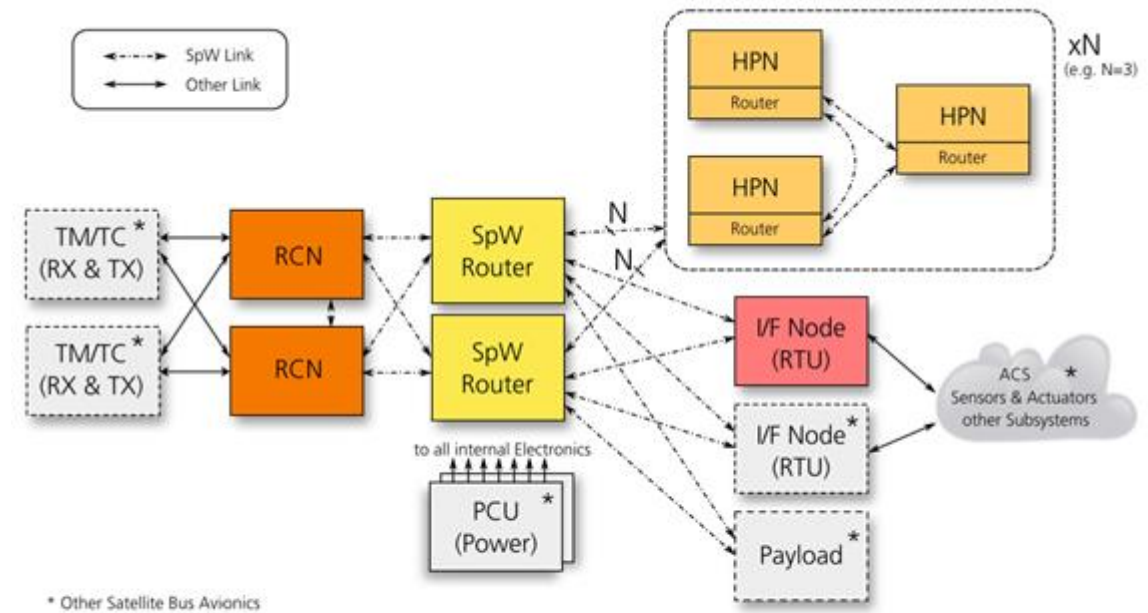 SpW Link
Other Link
xN
(e.g. N=3)
HPN
Router
HPN
Router
HPN
Router
TM/TC *
(RX & TX)
RCN
SpW
Router
N
N
TM/TC *
(RX & TX)
RCN
SpW
Router
I/F Node
(RTU)
ACS *
Sensors & Actuators
other Subsystems
I/F Node *
(RTU)
to all internal Electronics
PCU *
(Power)
Payload *
* Other Satellite Bus Avionics